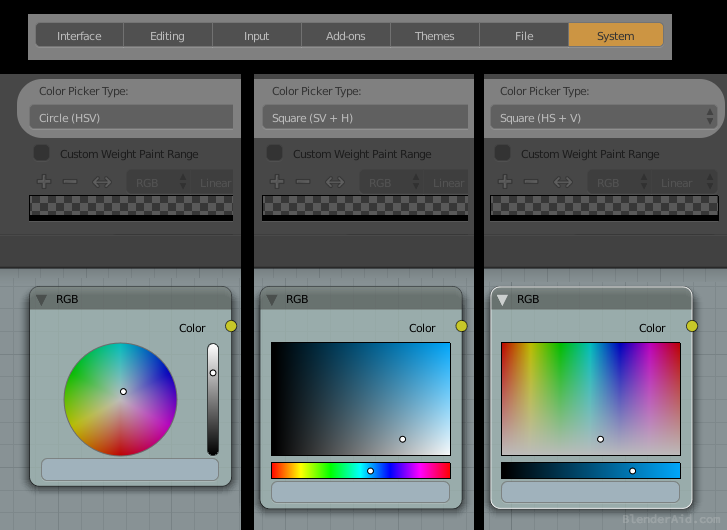 Interface Editing Input Add-ons Themes File System
Color Picker Type: Color Picker Type: Color Picker Type:
Circle (HSV) Square (SV + H) Square (HS + V)
Custom Weight Paint Range Custom Weight Paint Range Custom Weight Paint Range
RGB Linear RGB Linear RGB Linear
RGB RGB RGB
Color Color Color
BlenderAid.com